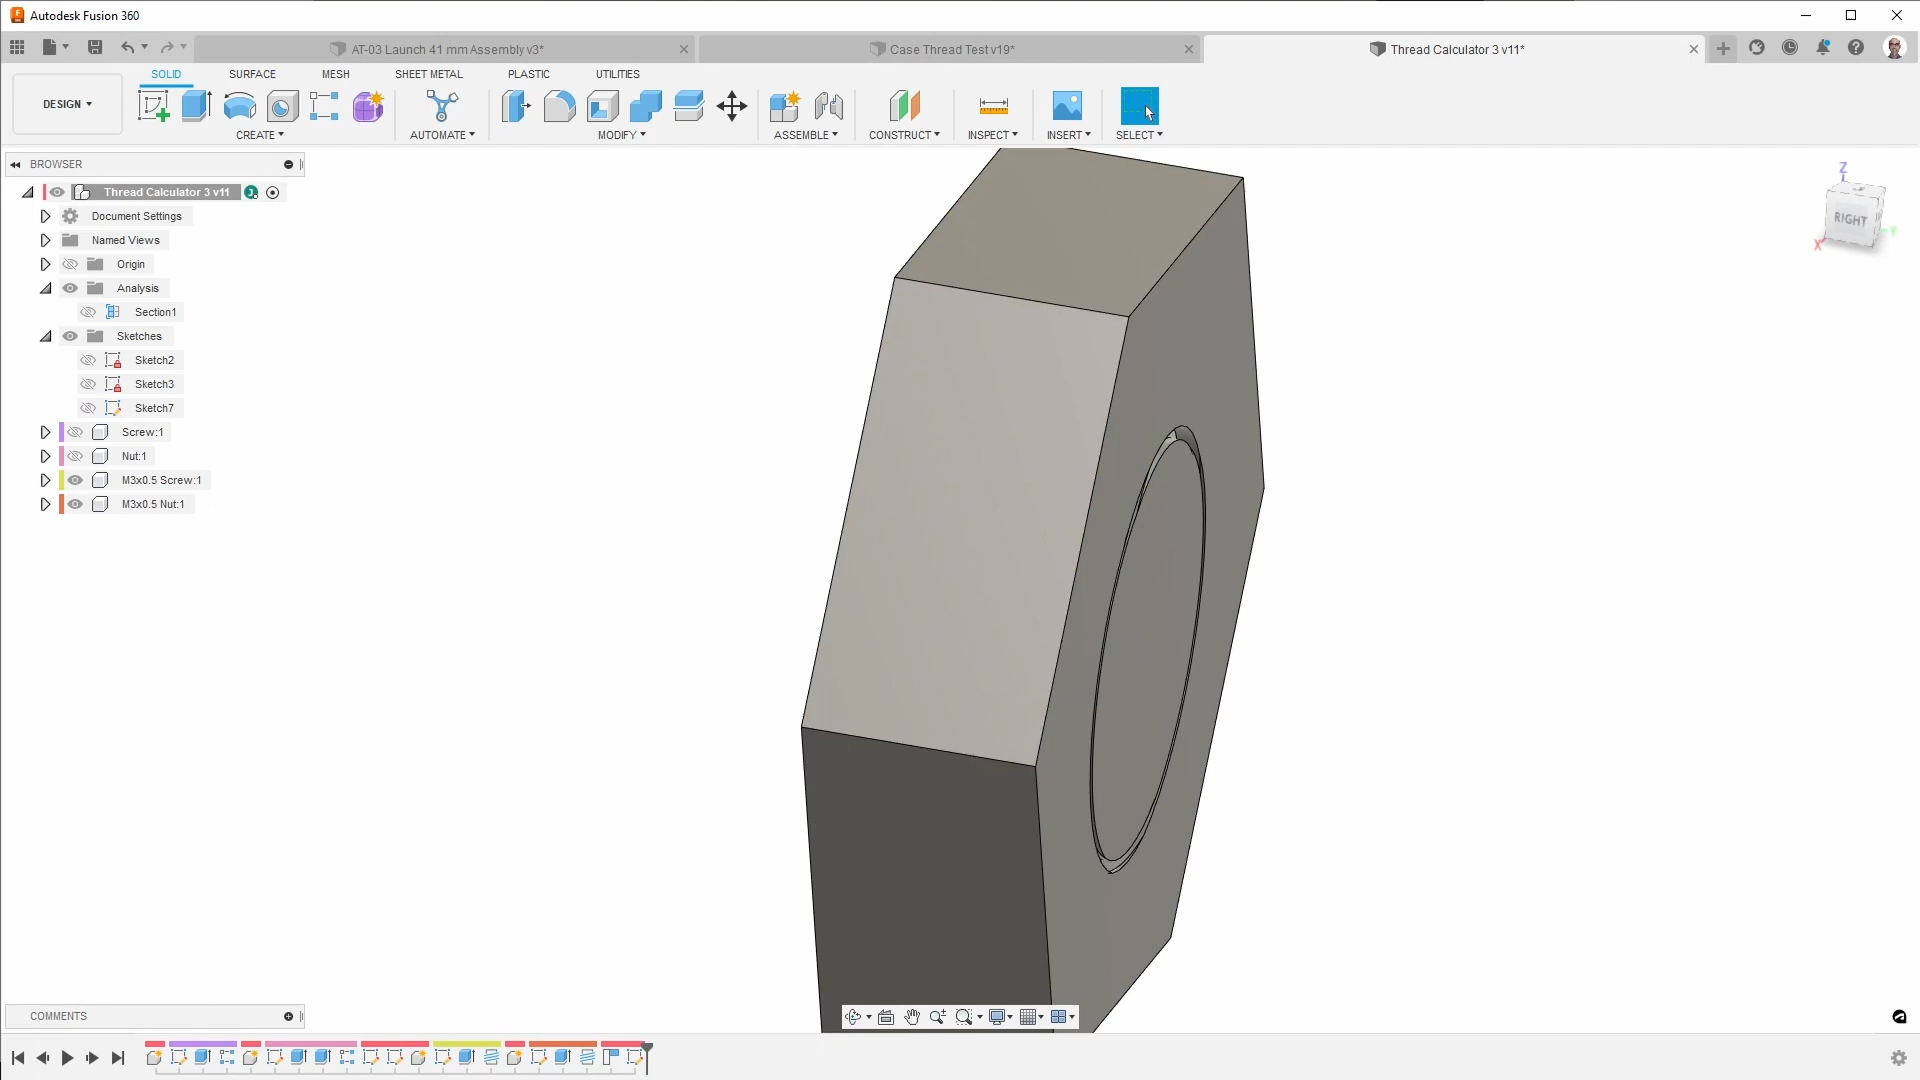 Autodesk Fusion 360
AT-03 Launch 41 mm Assembly v3*
Case Thread Test v19*
Thread Calculator 3 v11*
SOLID
SURFACE
MESH
SHEET METAL
PLASTIC
UTILITIES
DESIGN
CREATE
AUTOMATE
MODIFY
ASSEMBLE
CONSTRUCT
INSPECT
INSERT
SELECT
BROWSER
Thread Calculator 3 v11
Document Settings
Named Views
Origin
Analysis
Section1
Sketches
Sketch2
Sketch3
Sketch7
Screw:1
Nut:1
M3x0.5 Screw:1
M3x0.5 Nut:1
Z
RIGHT
X
Y
COMMENTS